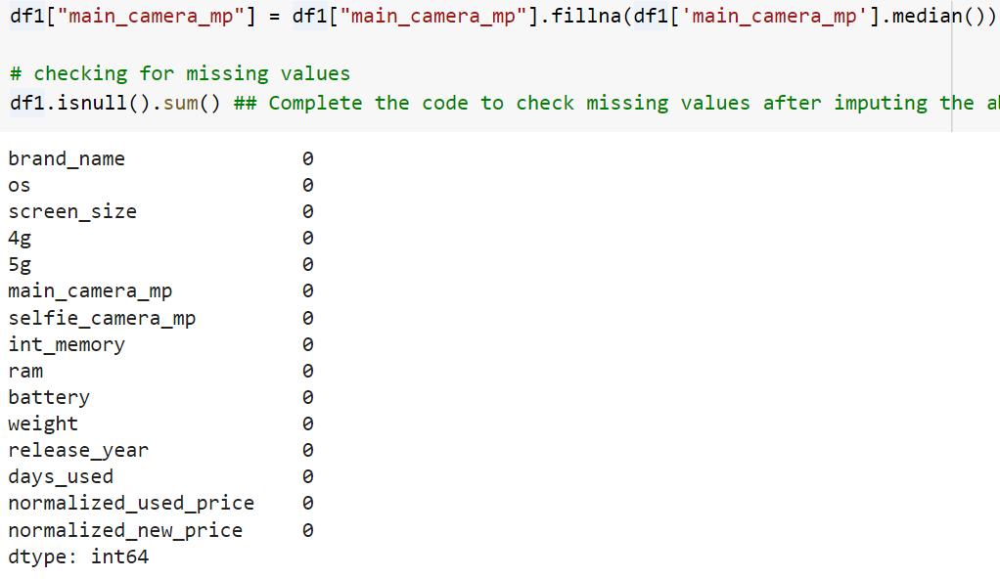 df1["main_camera_mp"] = df1["main_camera_mp"].fillna(df1['main_camera_mp'].median())
# checking for missing values
df1.isnull().sum() ## Complete the code to check missing values after imputing the
brand_name 0
os 0
screen_size 0
4g 0
5g 0
main_camera_mp 0
selfie_camera_mp 0
int_memory 0
ram 0
battery 0
weight 0
release_year 0
days_used 0
normalized_used_price 0
normalized_new_price 0
dtype: int64